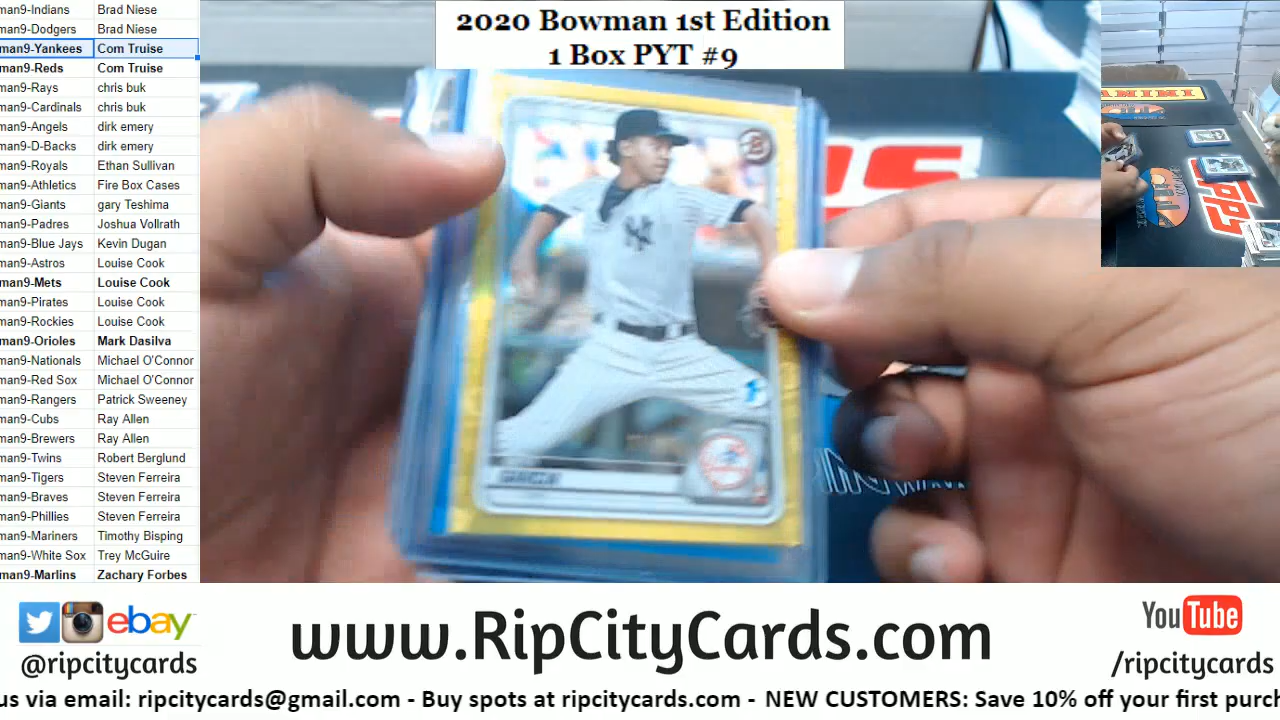 man9-Indians Brad Niese
man9-Dodgers Brad Niese
man9-Yankees Com Truise
man9-Reds Com Truise
man9-Rays chris buk
man9-Cardinals chris buk
man9-Angels dirk emery
man9-D-Backs dirk emery
man9-Royals Ethan Sullivan
man9-Athletics Fire Box Cases
man9-Giants gary Teshima
man9-Padres Joshua Vollrath
man9-Blue Jays Kevin Dugan
man9-Astros Louise Cook
man9-Mets Louise Cook
man9-Pirates Louise Cook
man9-Rockies Louise Cook
man9-Orioles Mark Dasilva
man9-Nationals Michael O'Connor
man9-Red Sox Michael O'Connor
man9-Rangers Patrick Sweeney
man9-Cubs Ray Allen
man9-Brewers Ray Allen
man9-Twins Robert Berglund
man9-Tigers Steven Ferreira
man9-Braves Steven Ferreira
man9-Phillies Steven Ferreira
man9-Mariners Timothy Bisping
man9-White Sox Trey McGuire
man9-Marlins Zachary Forbes
2020 Bowman 1st Edition
1 Box PYT #9
NY
GARCIA
PANINI
Topps
ebay
@ripcitycards
www.RipCityCards.com
YouTube
/ripcitycards
us via email: ripcitycards@gmail.com - Buy spots at ripcitycards.com - NEW CUSTOMERS: Save 10% off your first purch